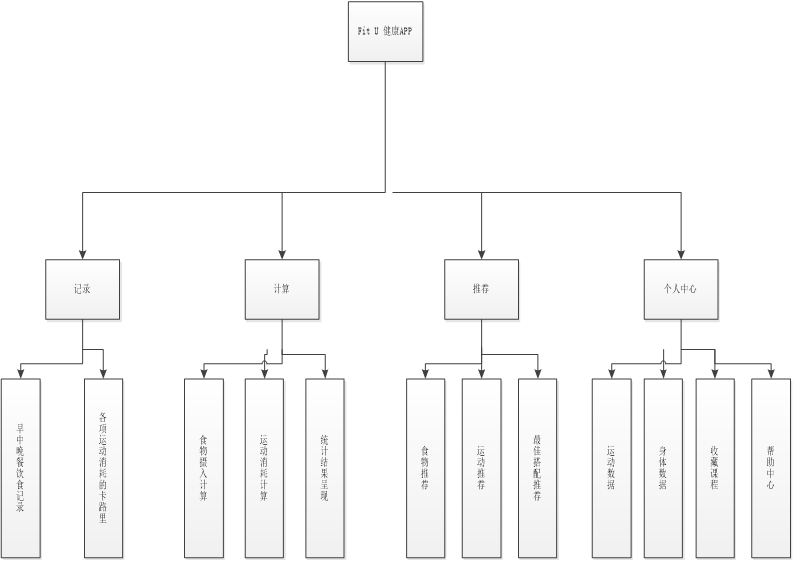 Fit U 健康APP
记录
计算
推荐
个人中心
早中晚餐饮食记录
各项运动消耗的卡路里
食物摄入计算
运动消耗计算
统计结果呈现
食物推荐
运动推荐
最佳搭配推荐
运动数据
身体数据
收藏课程
帮助中心